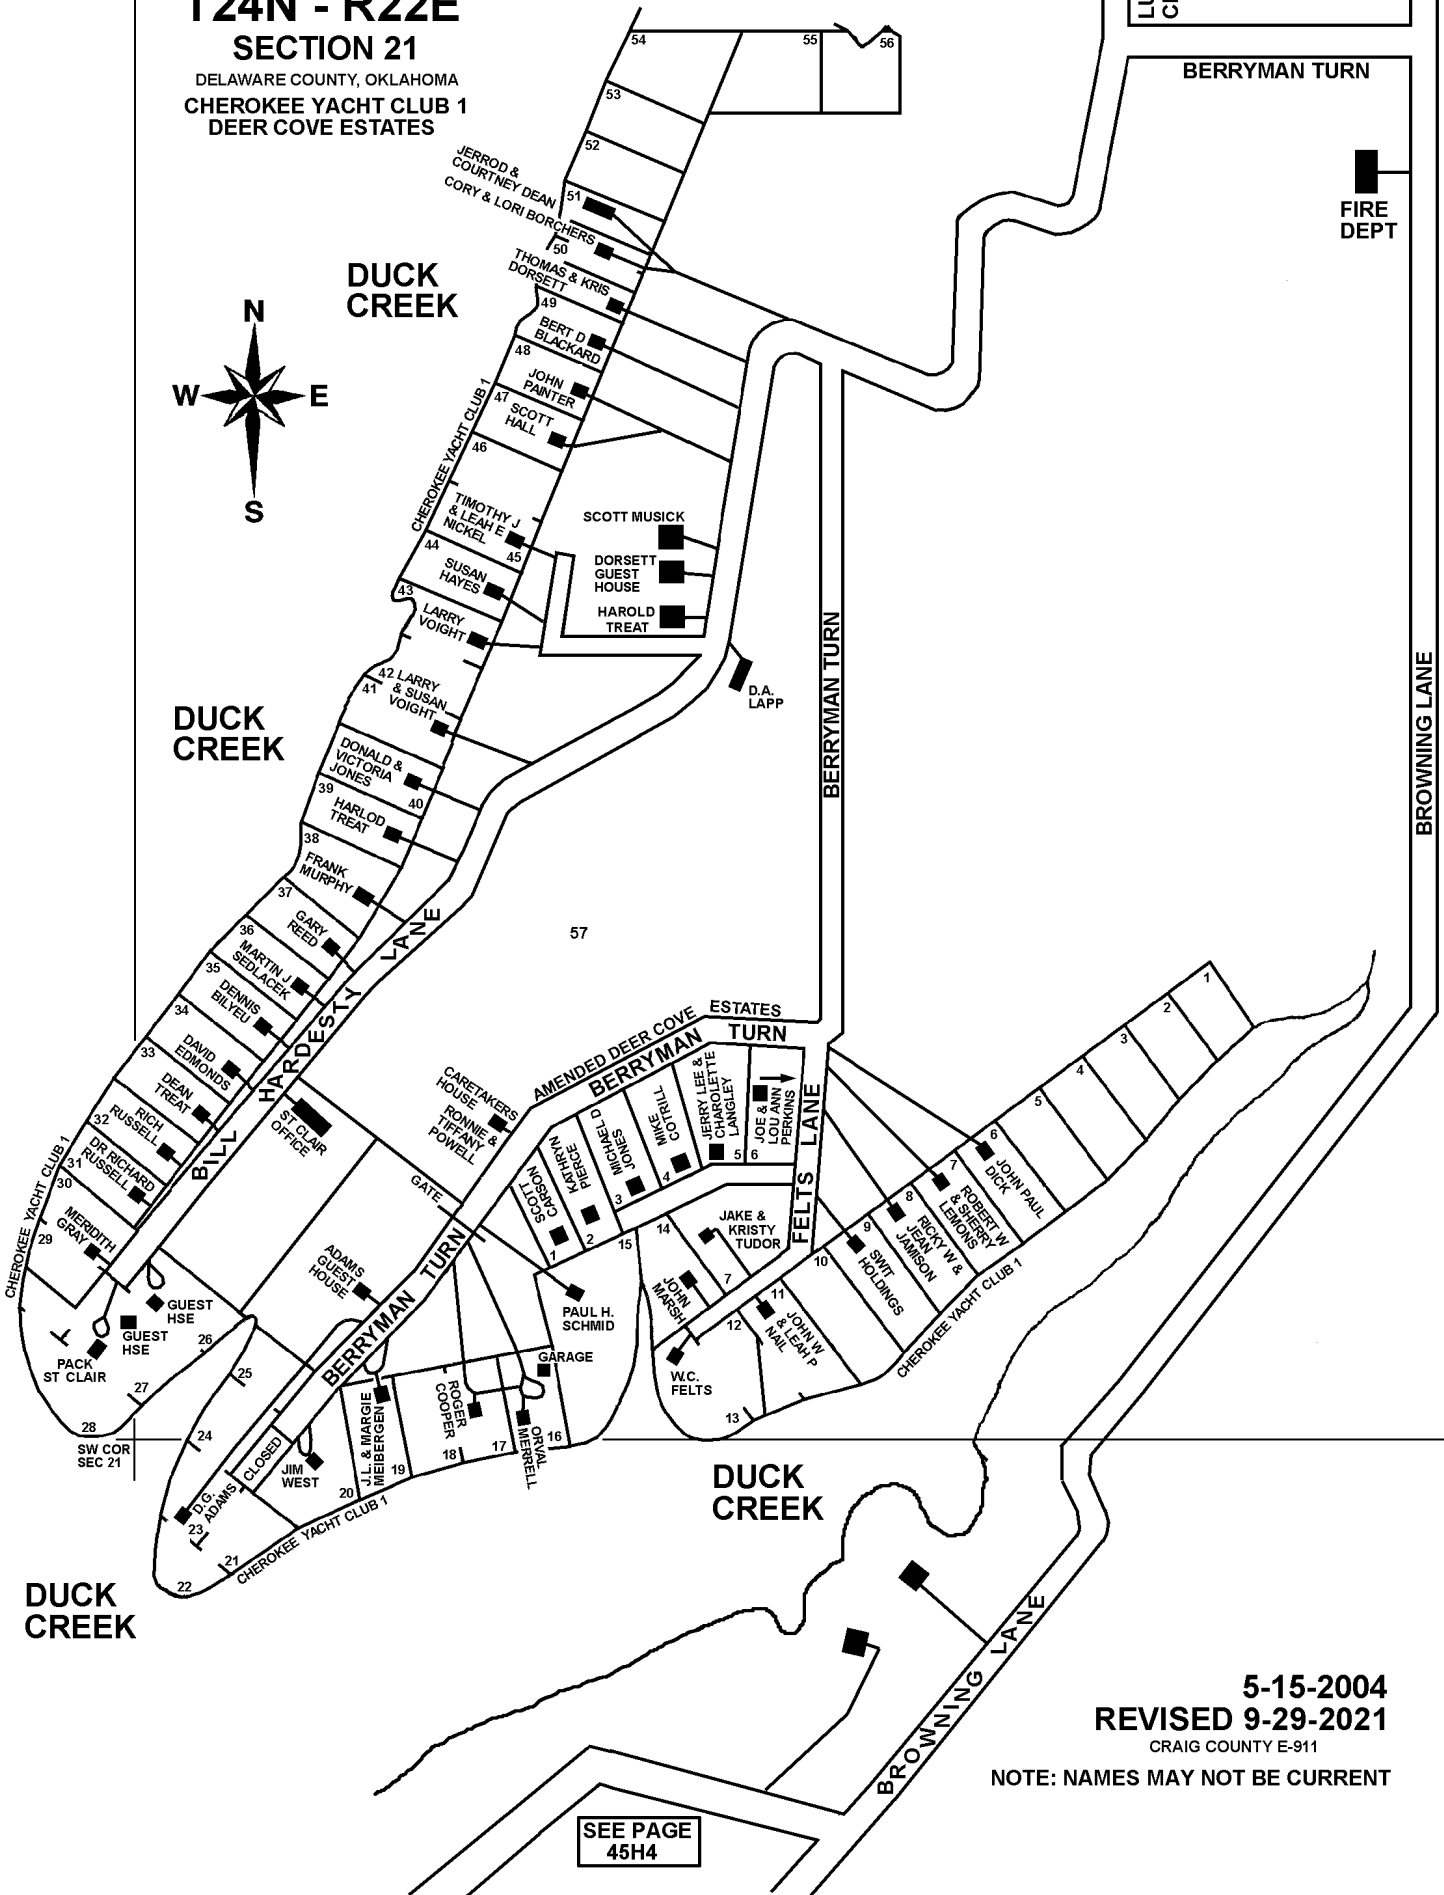 T24N - R22E
SECTION 21
DELAWARE COUNTY, OKLAHOMA
CHEROKEE YACHT CLUB 1
DEER COVE ESTATES
BERRYMAN TURN
FIRE
DEPT
54
55
56
53
52
51
JERROD &
COURTNEY DEAN
CORY & LORI BORCHERS
50
THOMAS & KRIS
DORSETT
49
BERT D
BLACKARD
48
JOHN
PAINTER
47
SCOTT
HALL
46
CHEROKEE YACHT CLUB 1
DUCK
CREEK
N
W
E
S
TIMOTHY J
& LEAH E
NICKEL
45
44
SUSAN
HAYES
43
LARRY
VOIGHT
SCOTT MUSICK
DORSETT
GUEST
HOUSE
HAROLD
TREAT
D.A.
LAPP
42
LARRY
& SUSAN
VOIGHT
41
DUCK
CREEK
DONALD &
VICTORIA
JONES
40
39
HARLOD
TREAT
38
FRANK
MURPHY
37
GARY
REED
36
MARTIN J
SEDLACEK
35
DENNIS
BILYEU
34
DAVID
EDMONDS
33
DEAN
TREAT
32
RICH
RUSSELL
31
DR RICHARD
RUSSELL
30
MERIDITH
GRAY
29
CHEROKEE YACHT CLUB 1
BILL HARDESTY LANE
57
BERRYMAN TURN
BROWNING LANE
ST CLAIR
OFFICE
CARETAKERS
HOUSE
RONNIE &
TIFFANY
POWELL
GATE
AMENDED DEER COVE ESTATES
BERRYMAN TURN
SCOTT
CARSON
1
KATHRYN
PIERCE
2
MICHAEL D
JONES
3
MIKE
COTRILL
4
JERRY LEE &
CHAROLETTE
LANGLEY
5
JOE &
LOU ANN
PERKINS
6
FELTS LANE
1
2
3
4
5
6
JOHN PAUL
DICK
7
ROBERT W
& SHERRY
LEMONS
8
RICKY W &
JEAN
JAMISON
9
SWIT
HOLDINGS
10
11
JOHN W
& LEAH P
NAIL
12
13
CHEROKEE YACHT CLUB 1
14
JAKE &
KRISTY
TUDOR
7
JOHN
MARSH
W.C.
FELTS
15
PAUL H.
SCHMID
GARAGE
16
ORVAL
MERRELL
17
ROGER
COOPER
18
J.L. & MARGIE
MEIBERGEN
19
20
JIM
WEST
CLOSED
BERRYMAN TURN
ADAMS
GUEST
HOUSE
GUEST
HSE
GUEST
HSE
PACK
ST CLAIR
26
27
28
25
24
SW COR
SEC 21
D.G.
ADAMS
23
22
21
CHEROKEE YACHT CLUB 1
DUCK
CREEK
DUCK
CREEK
BROWNING LANE
5-15-2004
REVISED 9-29-2021
CRAIG COUNTY E-911
NOTE: NAMES MAY NOT BE CURRENT
SEE PAGE
45H4